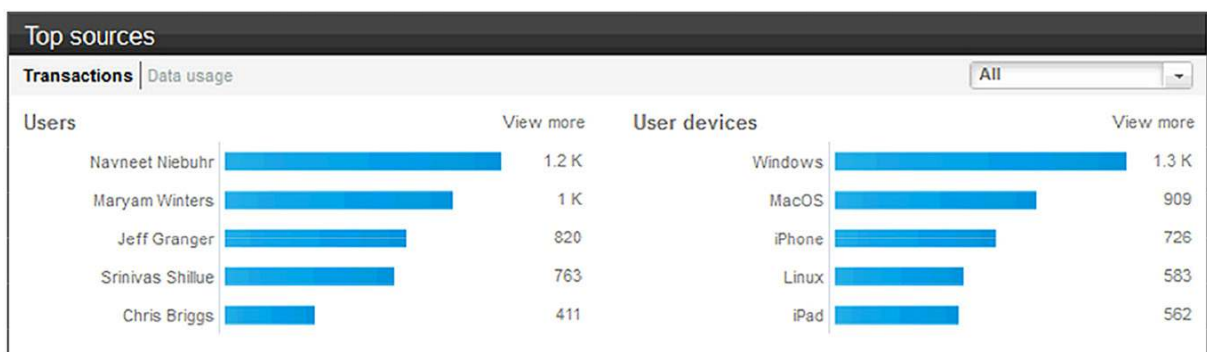 Top sources
Transactions Data usage All
Users View more User devices View more
Navneet Niebuhr 1.2 K Windows 1.3 K
Maryam Winters 1 K MacOS 909
Jeff Granger 820 iPhone 726
Srinivas Shillue 763 Linux 583
Chris Briggs 411 iPad 562